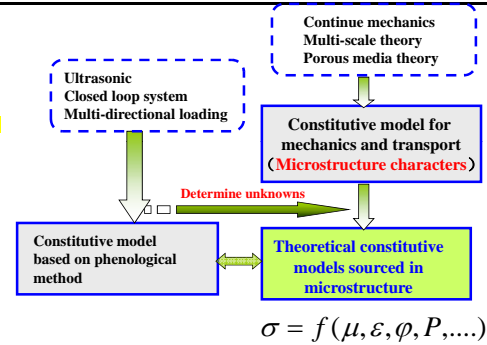 Continue mechanics
Multi-scale theory
Porous media theory
Ultrasonic
Closed loop system
Multi-directional loading
Constitutive model for
mechanics and transport
（Microstructure characters）
Determine unknowns
Constitutive model
based on phenological
method
Theoretical constitutive
models sourced in
microstructure
σ = f(μ,ε,φ,P,....)